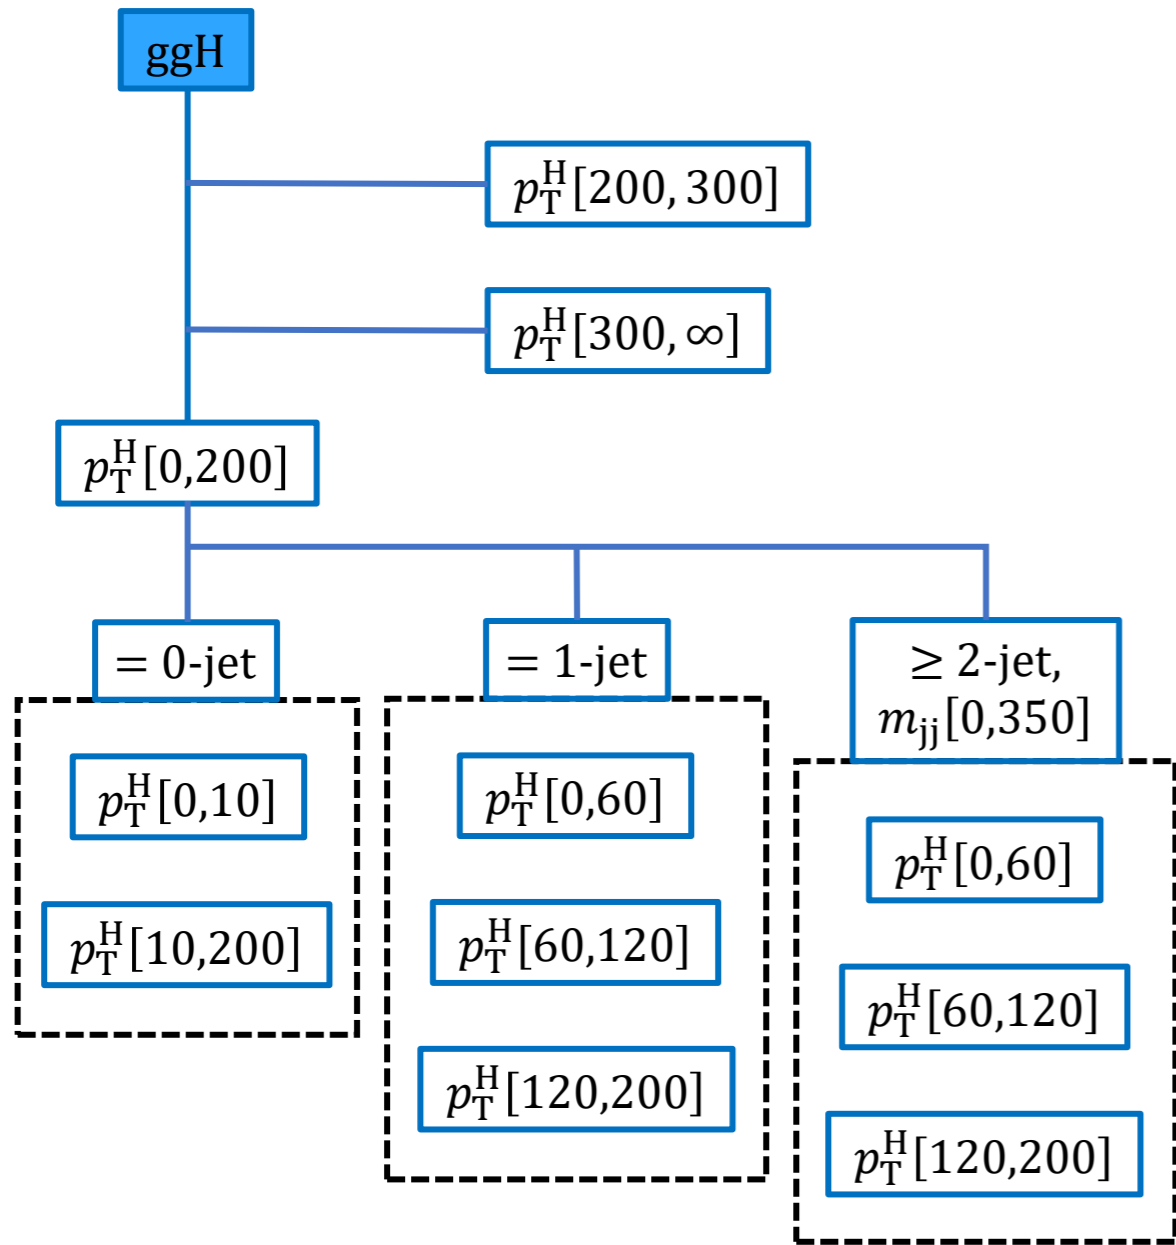 ggH
p_T^H[200, 300]
p_T^H[300, ∞]
p_T^H[0,200]
= 0-jet
p_T^H[0,10]
p_T^H[10,200]
= 1-jet
p_T^H[0,60]
p_T^H[60,120]
p_T^H[120,200]
≥ 2-jet,
m_jj[0,350]
p_T^H[0,60]
p_T^H[60,120]
p_T^H[120,200]